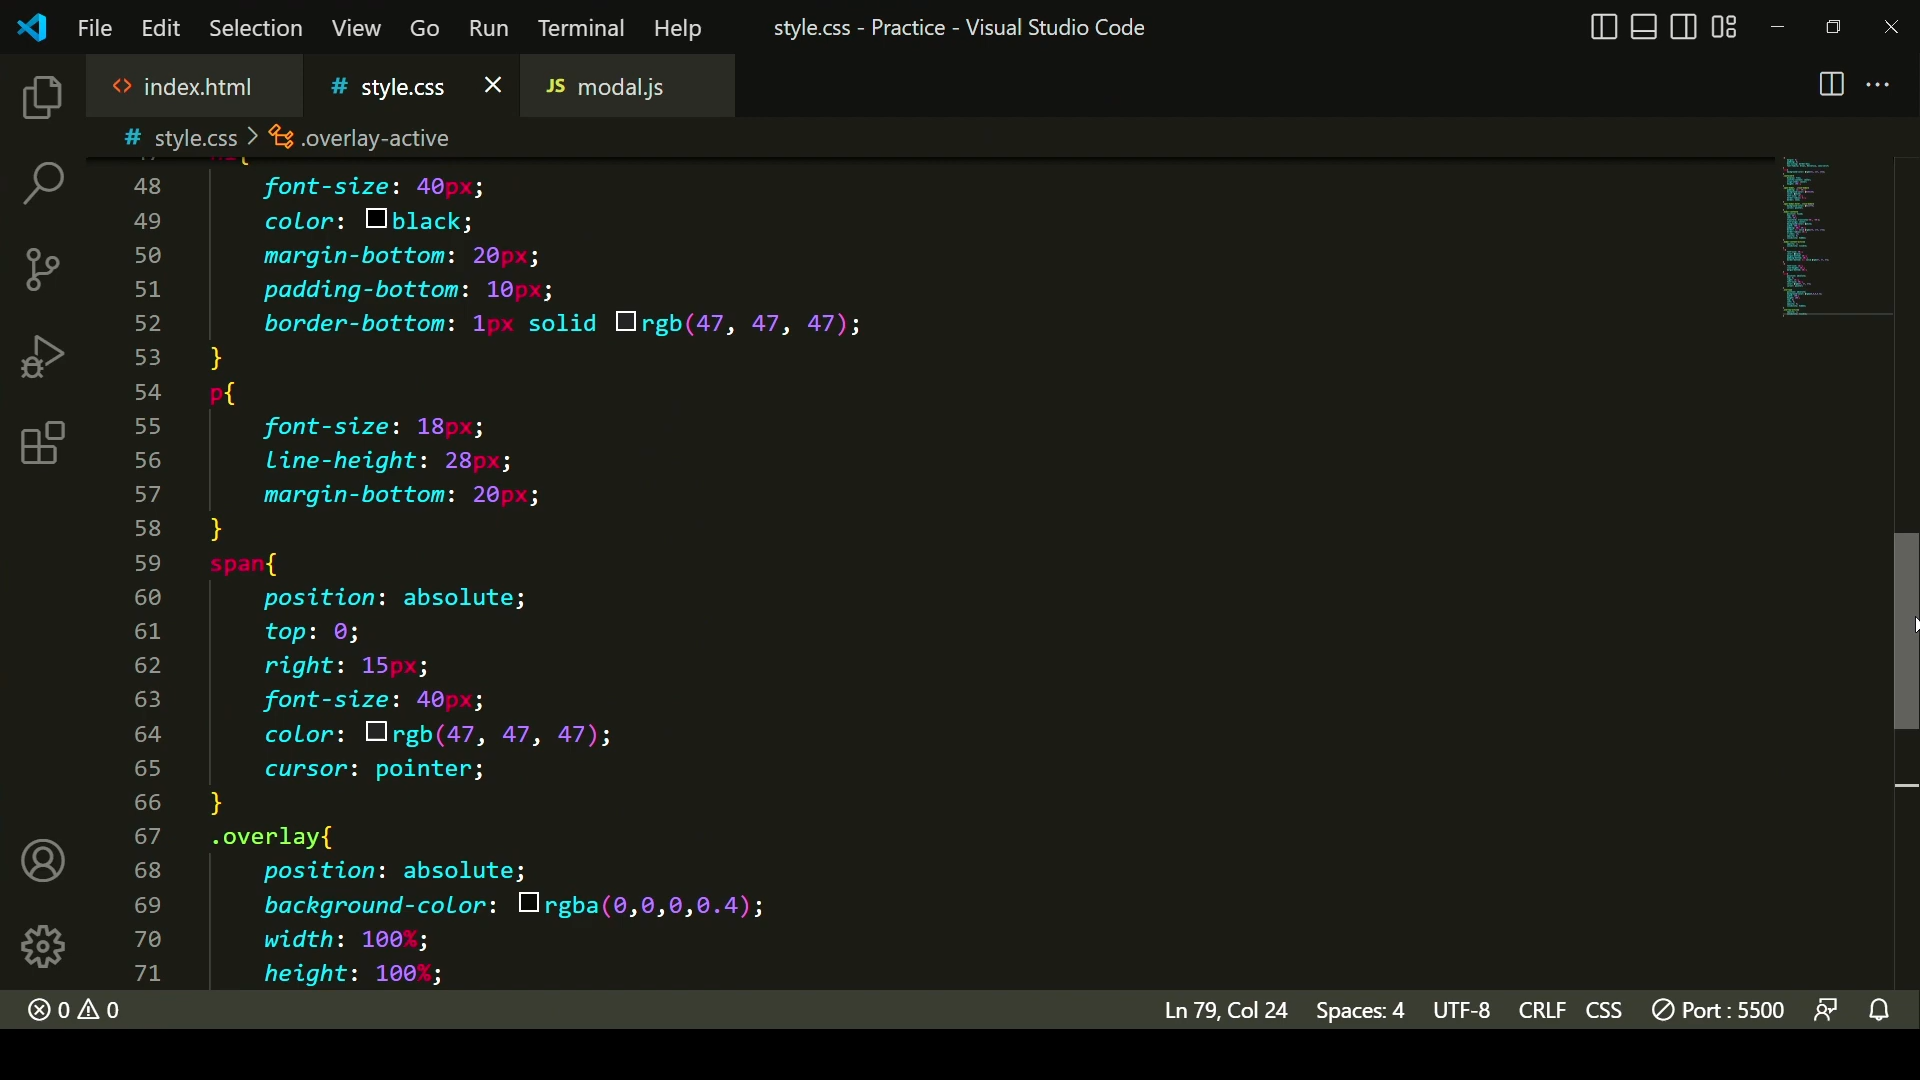 File Edit Selection View Go Run Terminal Help style.css - Practice - Visual Studio Code
<> index.html # style.css JS modal.js
# style.css > .overlay-active
48 font-size: 40px;
49 color: black;
50 margin-bottom: 20px;
51 padding-bottom: 10px;
52 border-bottom: 1px solid rgb(47, 47, 47);
53 }
54 p{
55 font-size: 18px;
56 line-height: 28px;
57 margin-bottom: 20px;
58 }
59 span{
60 position: absolute;
61 top: 0;
62 right: 15px;
63 font-size: 40px;
64 color: rgb(47, 47, 47);
65 cursor: pointer;
66 }
67 .overlay{
68 position: absolute;
69 background-color: rgba(0,0,0,0.4);
70 width: 100%;
71 height: 100%;
0 0 Ln 79, Col 24 Spaces: 4 UTF-8 CRLF CSS Port : 5500